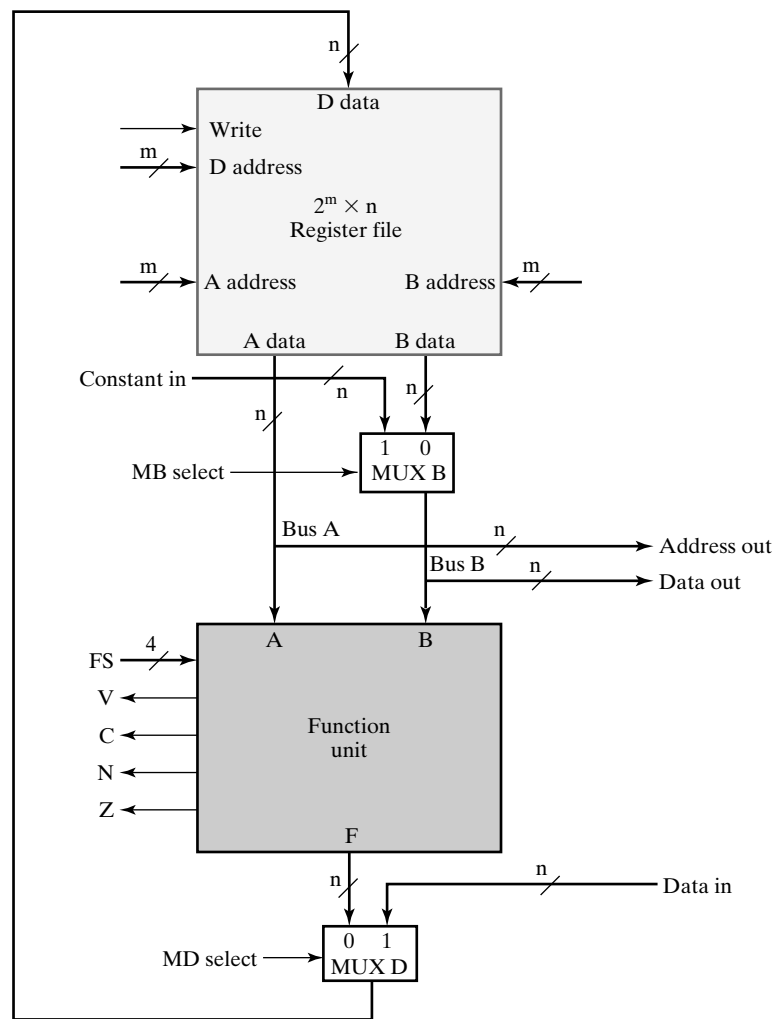 n
D data
Write
m
D address
2^m × n
Register file
m
A address
B address
m
A data
B data
Constant in
n
n
n
1 0
MUX B
MB select
Bus A
n
Address out
Bus B
n
Data out
A
B
FS
4
V
C
N
Z
Function
unit
F
n
n
Data in
0 1
MUX D
MD select